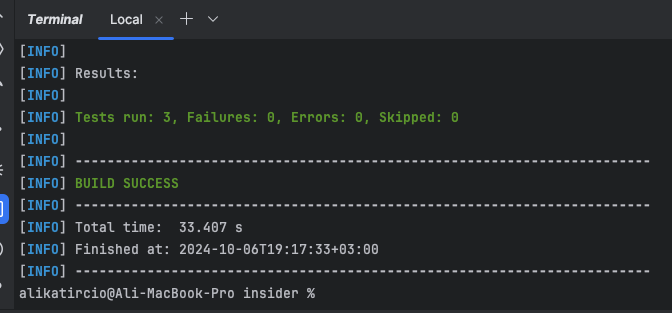 Terminal Local × +
[INFO]
[INFO] Results:
[INFO]
[INFO] Tests run: 3, Failures: 0, Errors: 0, Skipped: 0
[INFO]
[INFO] ------------------------------------------------------------------------
[INFO] BUILD SUCCESS
[INFO] ------------------------------------------------------------------------
[INFO] Total time:  33.407 s
[INFO] Finished at: 2024-10-06T19:17:33+03:00
[INFO] ------------------------------------------------------------------------
alikatircio@Ali-MacBook-Pro insider %